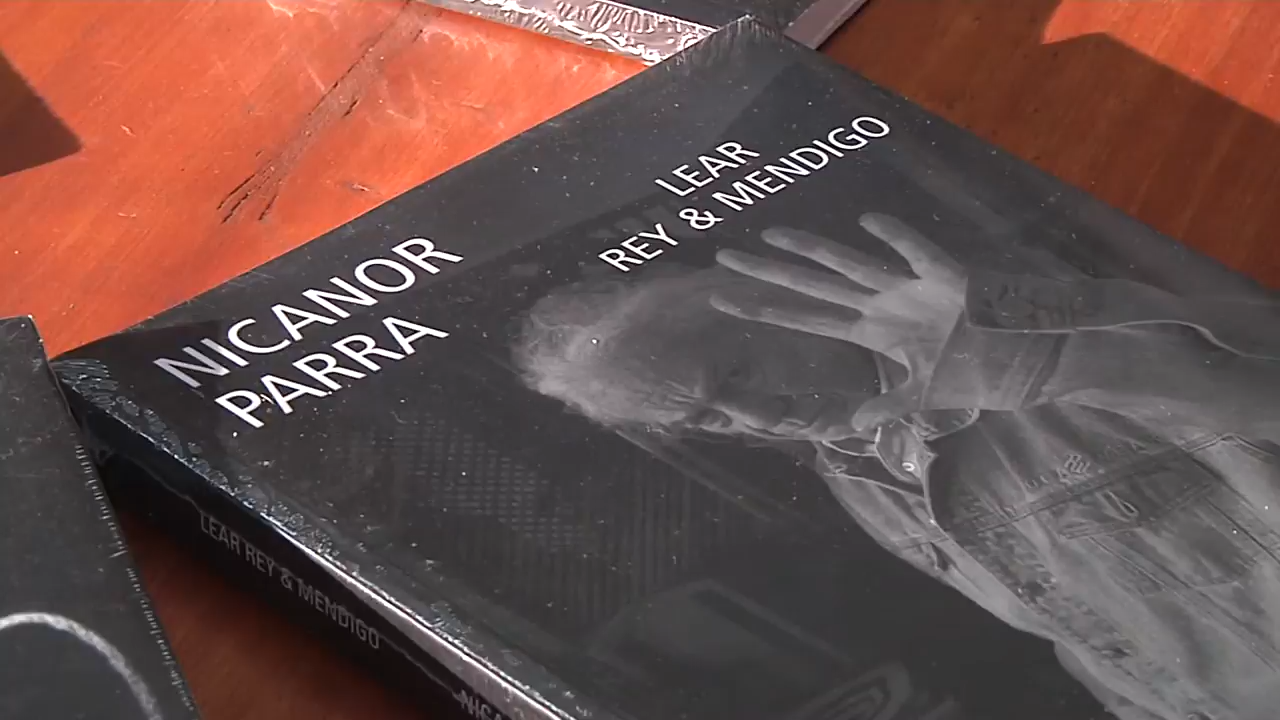 NICANOR
PARRA
LEAR
REY & MENDIGO
LEAR REY & MENDIGO